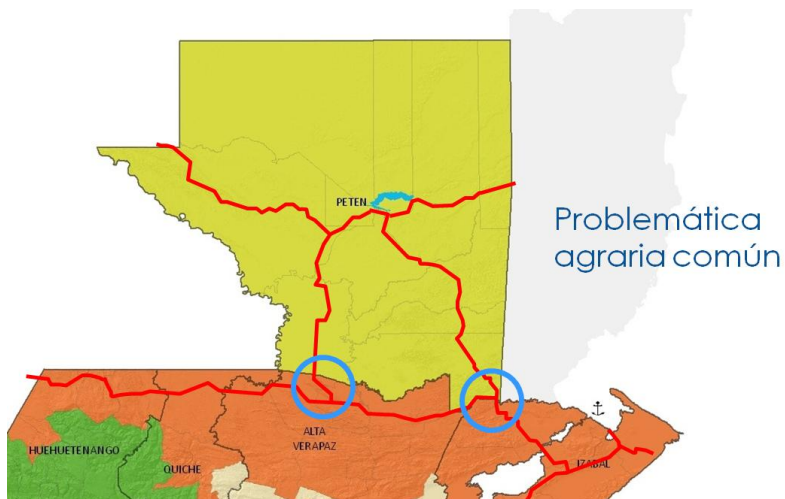 PETEN
Problemática
agraria común
ALTA
VERAPAZ
HUEHUETENANGO
QUICHE
IZABAL